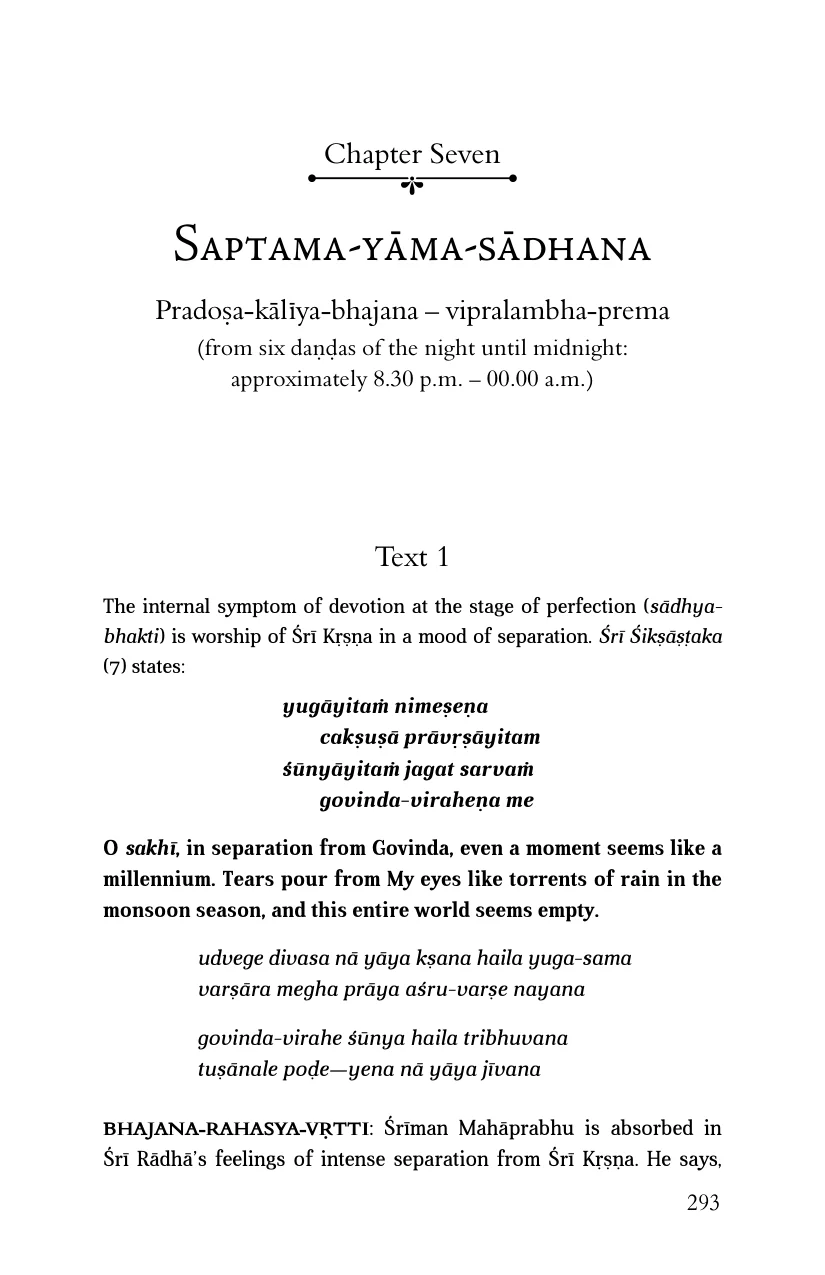 Chapter Seven
Saptama-yāma-sādhana
Pradoṣa-kālīya-bhajana – vipralambha-prema
(from six daṇḍas of the night until midnight:
approximately 8.30 p.m. – 00.00 a.m.)
Text 1
The internal symptom of devotion at the stage of perfection (sādhya-
bhakti) is worship of Śrī Kṛṣṇa in a mood of separation. Śrī Śikṣāṣṭaka
(7) states:
yugāyitaṁ nimeṣeṇa
cakṣuṣā prāvṛṣāyitam
śūnyāyitaṁ jagat sarvaṁ
govinda-viraheṇa me
O sakhī, in separation from Govinda, even a moment seems like a
millennium. Tears pour from My eyes like torrents of rain in the
monsoon season, and this entire world seems empty.
udvege divasa nā yāya kṣana haila yuga-sama
varṣāra megha prāya aśru-varṣe nayana
govinda-virahe śūnya haila tribhuvana
tuṣānale poḍe—yena nā yāya jīvana
BHAJANA-RAHASYA-VṚTTI: Śrīman Mahāprabhu is absorbed in
Śrī Rādhā's feelings of intense separation from Śrī Kṛṣṇa. He says,
293